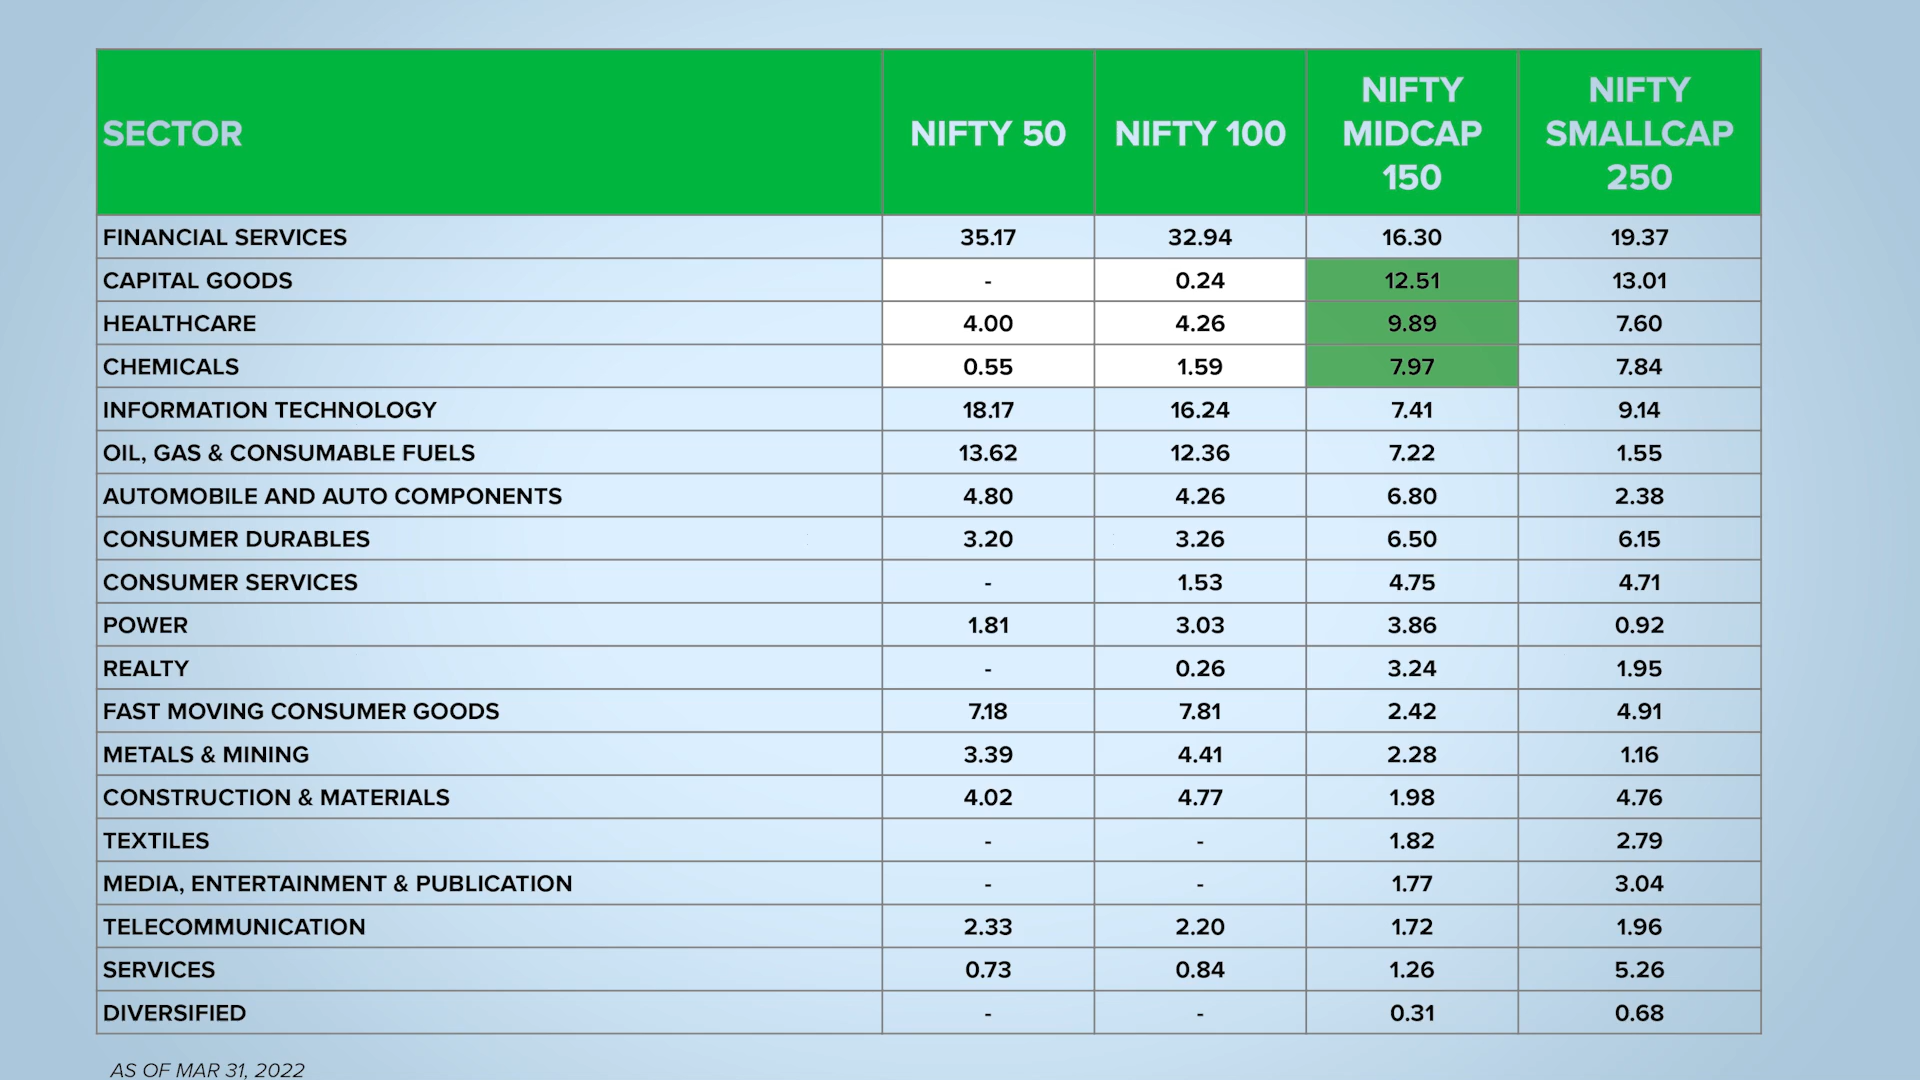 SECTOR NIFTY 50 NIFTY 100 NIFTY MIDCAP 150 NIFTY SMALLCAP 250
FINANCIAL SERVICES 35.17 32.94 16.30 19.37
CAPITAL GOODS - 0.24 12.51 13.01
HEALTHCARE 4.00 4.26 9.89 7.60
CHEMICALS 0.55 1.59 7.97 7.84
INFORMATION TECHNOLOGY 18.17 16.24 7.41 9.14
OIL, GAS & CONSUMABLE FUELS 13.62 12.36 7.22 1.55
AUTOMOBILE AND AUTO COMPONENTS 4.80 4.26 6.80 2.38
CONSUMER DURABLES 3.20 3.26 6.50 6.15
CONSUMER SERVICES - 1.53 4.75 4.71
POWER 1.81 3.03 3.86 0.92
REALTY - 0.26 3.24 1.95
FAST MOVING CONSUMER GOODS 7.18 7.81 2.42 4.91
METALS & MINING 3.39 4.41 2.28 1.16
CONSTRUCTION & MATERIALS 4.02 4.77 1.98 4.76
TEXTILES - - 1.82 2.79
MEDIA, ENTERTAINMENT & PUBLICATION - - 1.77 3.04
TELECOMMUNICATION 2.33 2.20 1.72 1.96
SERVICES 0.73 0.84 1.26 5.26
DIVERSIFIED - - 0.31 0.68
AS OF MAR 31, 2022